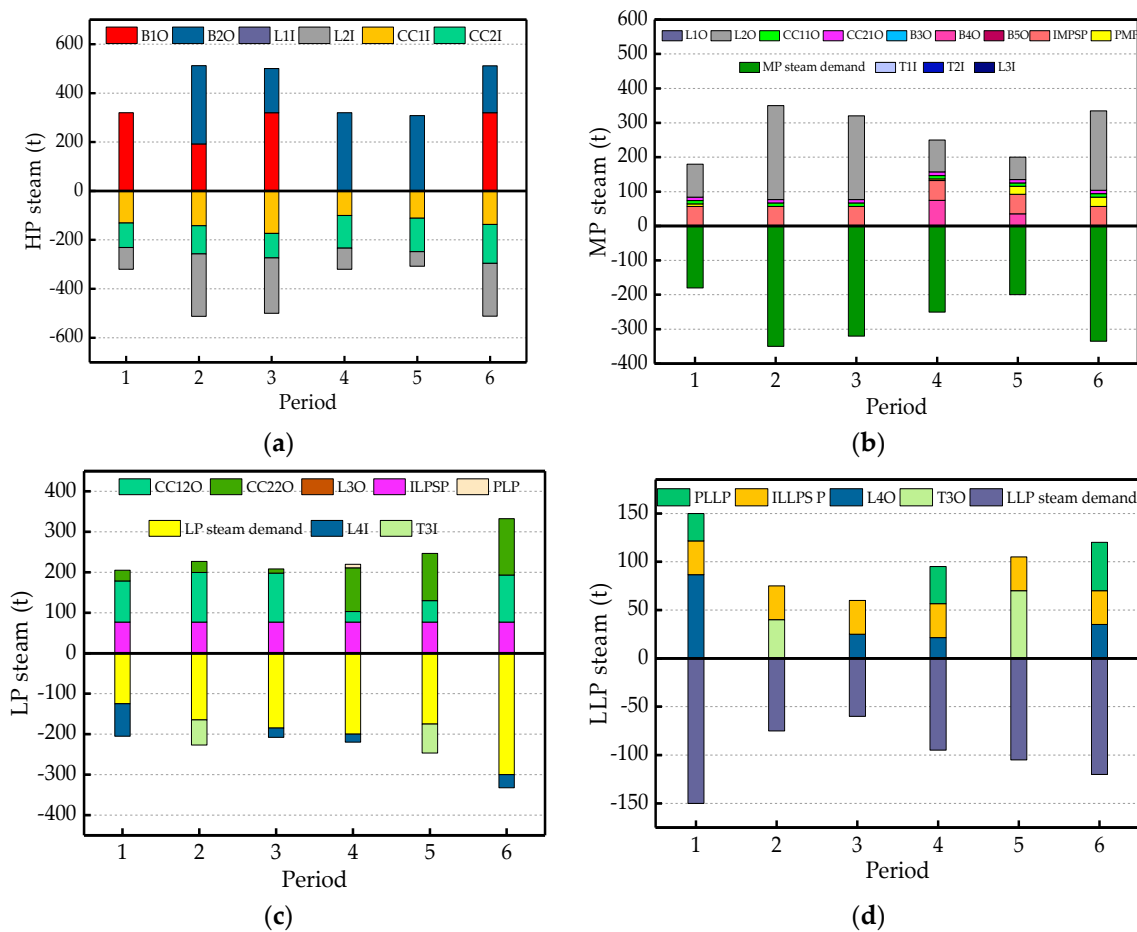 B1O B2O L1I L2I CC1I CC2I
600
400
200
0
-200
-400
-600
HP steam (t)
1 2 3 4 5 6
Period
(a)
L1O L2O CC11O CC21O B3O B4O B5O IMPSP PMP
MP steam demand T1I T2I L3I
600
500
400
300
200
100
0
-100
-200
-300
-400
MP steam (t)
1 2 3 4 5 6
Period
(b)
CC12O CC22O L3O ILPSP PLP
LP steam demand L4I T3I
400
300
200
100
0
-100
-200
-300
-400
LP steam (t)
1 2 3 4 5 6
Period
(c)
PLLP ILLPS P L4O T3O LLP steam demand
150
100
50
0
-50
-100
-150
LLP steam (t)
1 2 3 4 5 6
Period
(d)